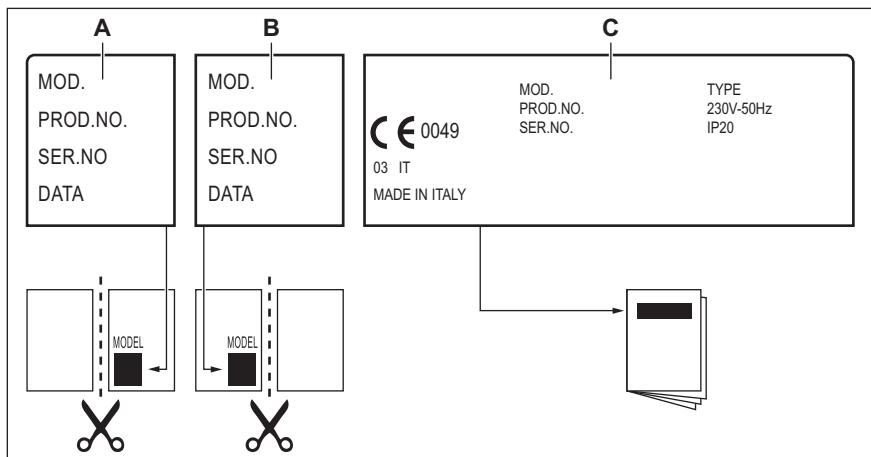 A
B
C
MOD.
PROD.NO.
SER.NO
DATA
MOD.
PROD.NO.
SER.NO
DATA
MOD.
PROD.NO.
SER.NO.
TYPE
230V-50Hz
IP20
CE 0049
03 IT
MADE IN ITALY
MODEL
MODEL